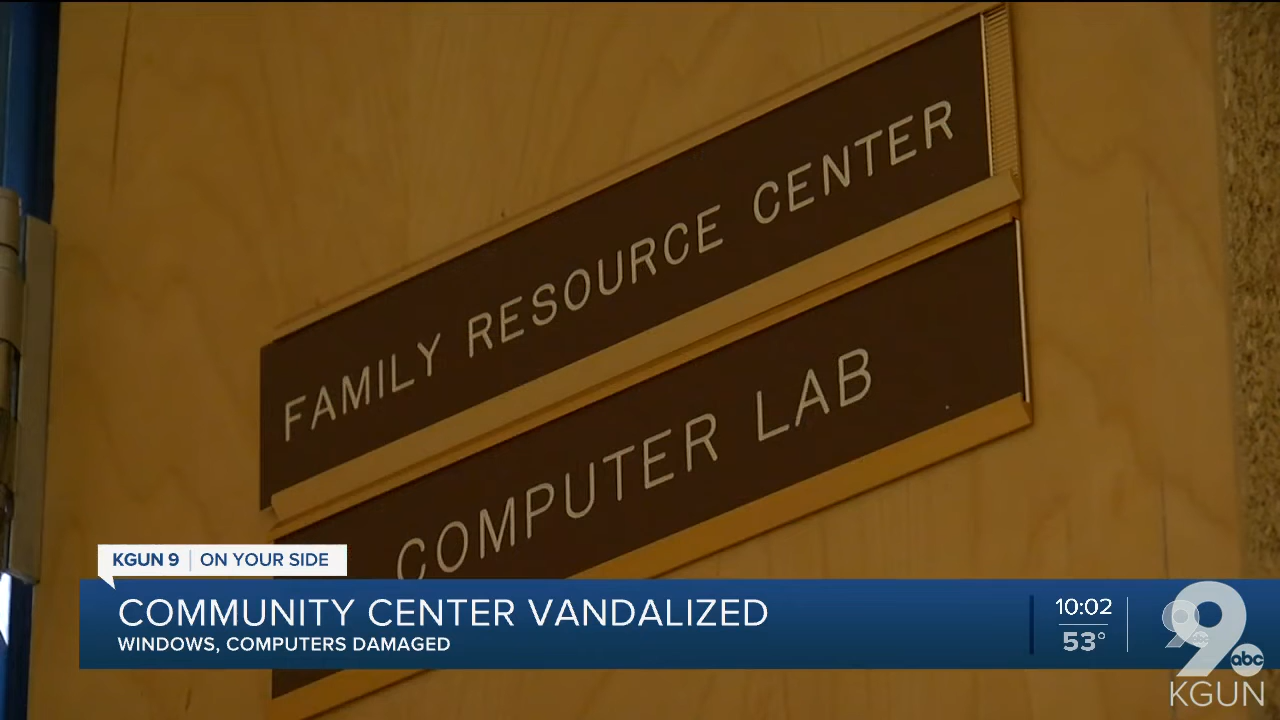 FAMILY RESOURCE CENTER
COMPUTER LAB
KGUN 9 | ON YOUR SIDE
COMMUNITY CENTER VANDALIZED
WINDOWS, COMPUTERS DAMAGED
10:02
53°
9
abc
KGUN